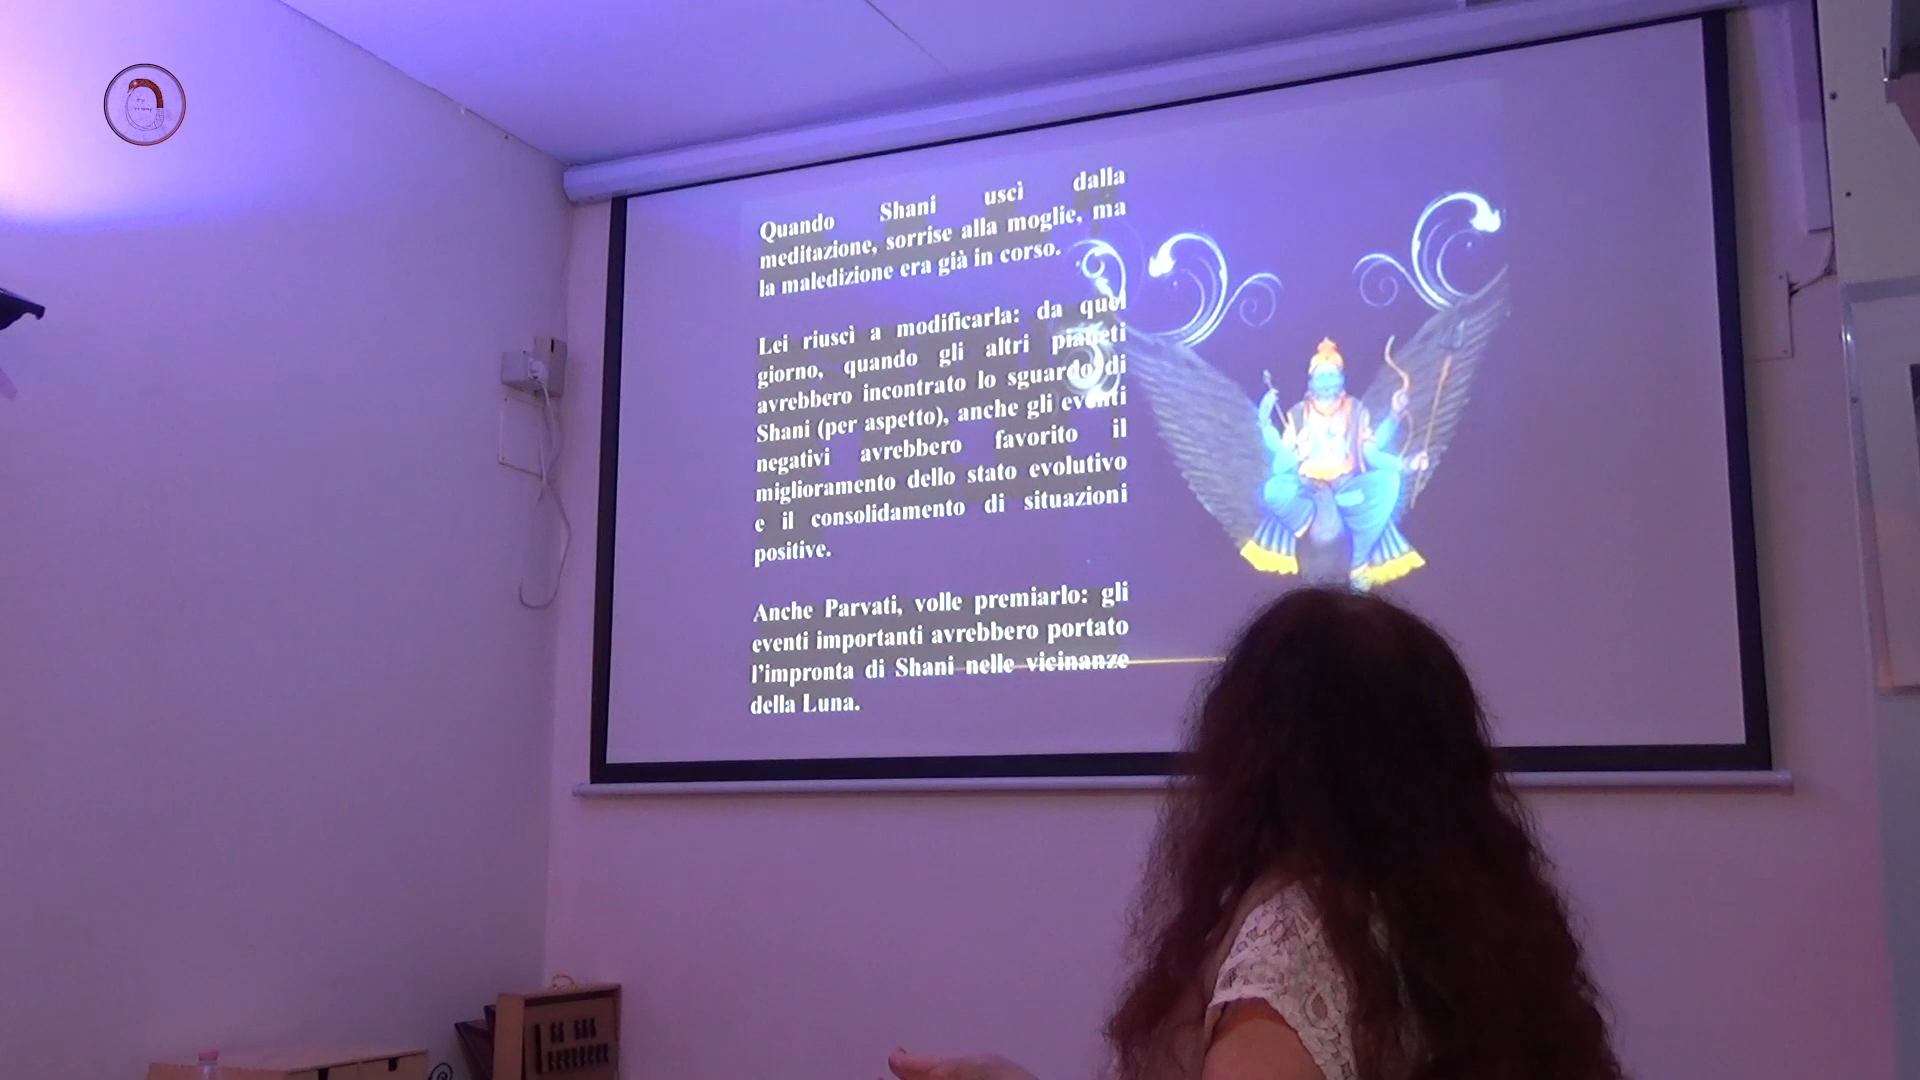 Quando Shani uscì dalla
meditazione, sorrise alla moglie, ma
la maledizione era già in corso.
Lei riuscì a modificarla: da quel
giorno, quando gli altri pianeti
avrebbero incontrato lo sguardo di
Shani (per aspetto), anche gli eventi
negativi avrebbero favorito il
miglioramento dello stato evolutivo
e il consolidamento di situazioni
positive.
Anche Parvati, volle premiarlo: gli
eventi importanti avrebbero portato
l'impronta di Shani nelle vicinanze
della Luna.